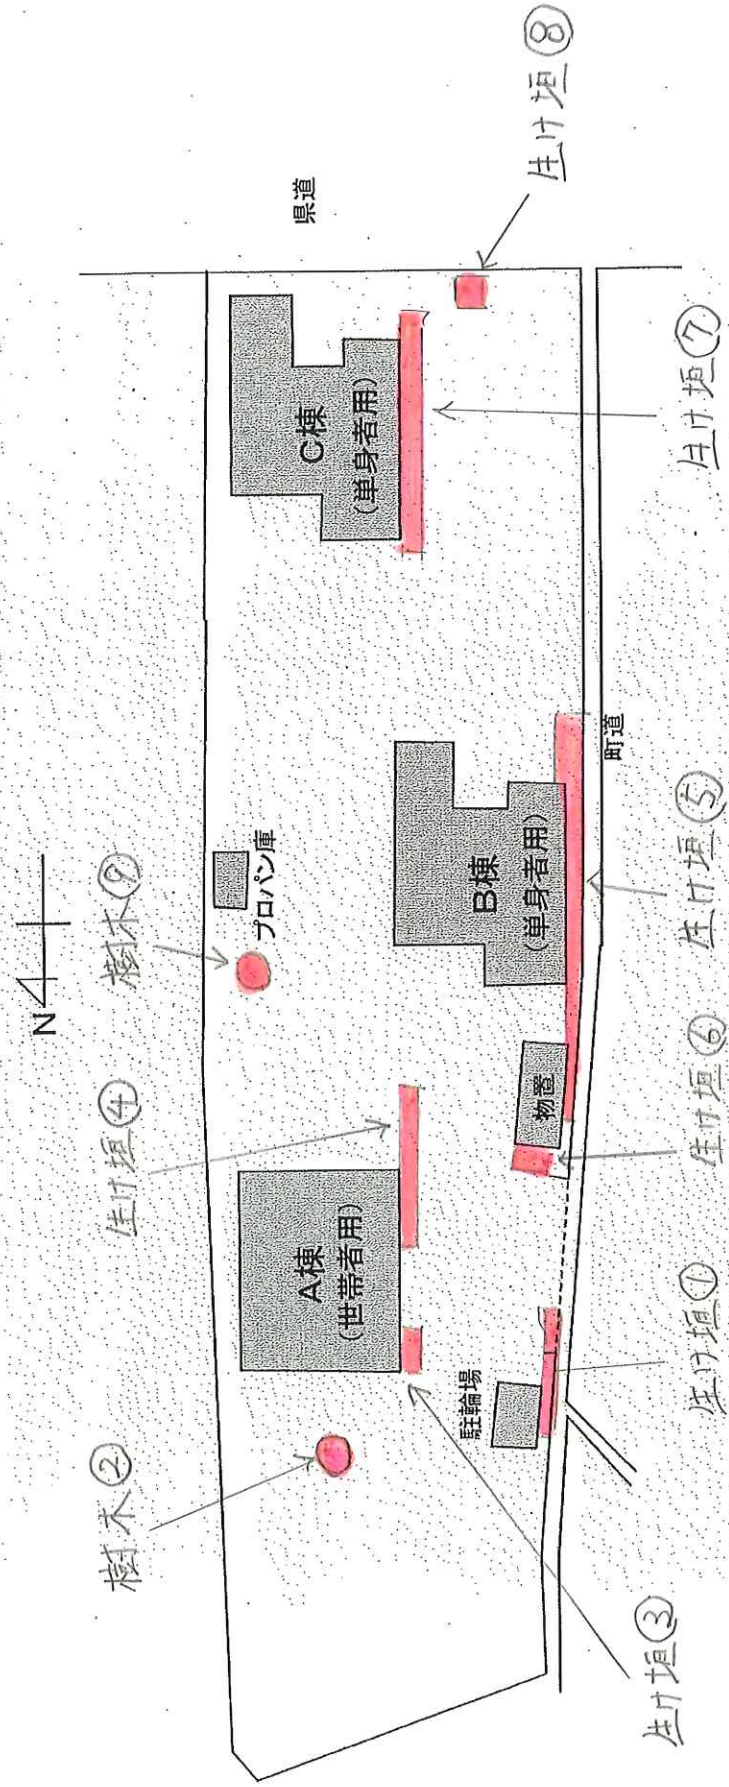 樹木②
生け垣④
樹木⑨
N
A棟
(世帯者用)
プロパン庫
C棟
(単身者用)
県道
駐輪場
物置
B棟
(単身者用)
町道
生け垣③
生け垣①
生け垣⑥
生け垣⑤
生け垣⑦
生け垣⑧